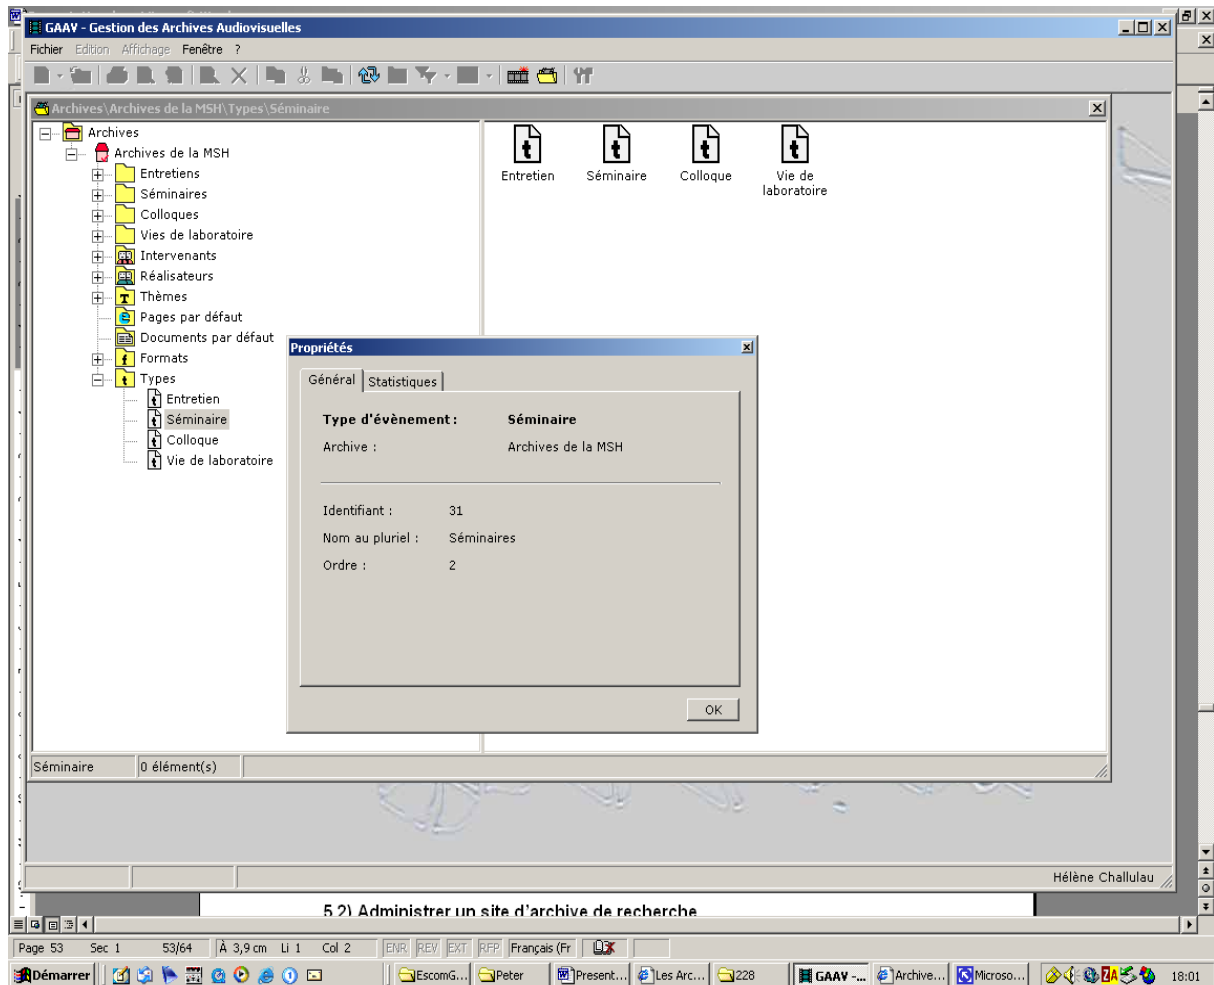 GAAV - Gestion des Archives Audiovisuelles
Fichier Edition Affichage Fenêtre ?
Archives\Archives de la MSH\Types\Séminaire
Archives
Archives de la MSH
Entretiens
Séminaires
Colloques
Vies de laboratoire
Intervenants
Réalisateurs
Thèmes
Pages par défaut
Documents par défaut
Formats
Types
Entretien
Séminaire
Colloque
Vie de laboratoire
Entretien Séminaire Colloque Vie de
laboratoire
Propriétés
Général Statistiques
Type d'évènement : Séminaire
Archive : Archives de la MSH
Identifiant : 31
Nom au pluriel : Séminaires
Ordre : 2
OK
Séminaire 0 élément(s)
Hélène Challulau
5.2) Administrer un site d'archive de recherche
Page 53 Sec 1 53/64 À 3,9 cm Li 1 Col 2 ENR REV EXT RFP Français (Fr
Démarrer EscomG... Peter Present... Les Arc... 228 GAAV -... Archive... Microso... 18:01